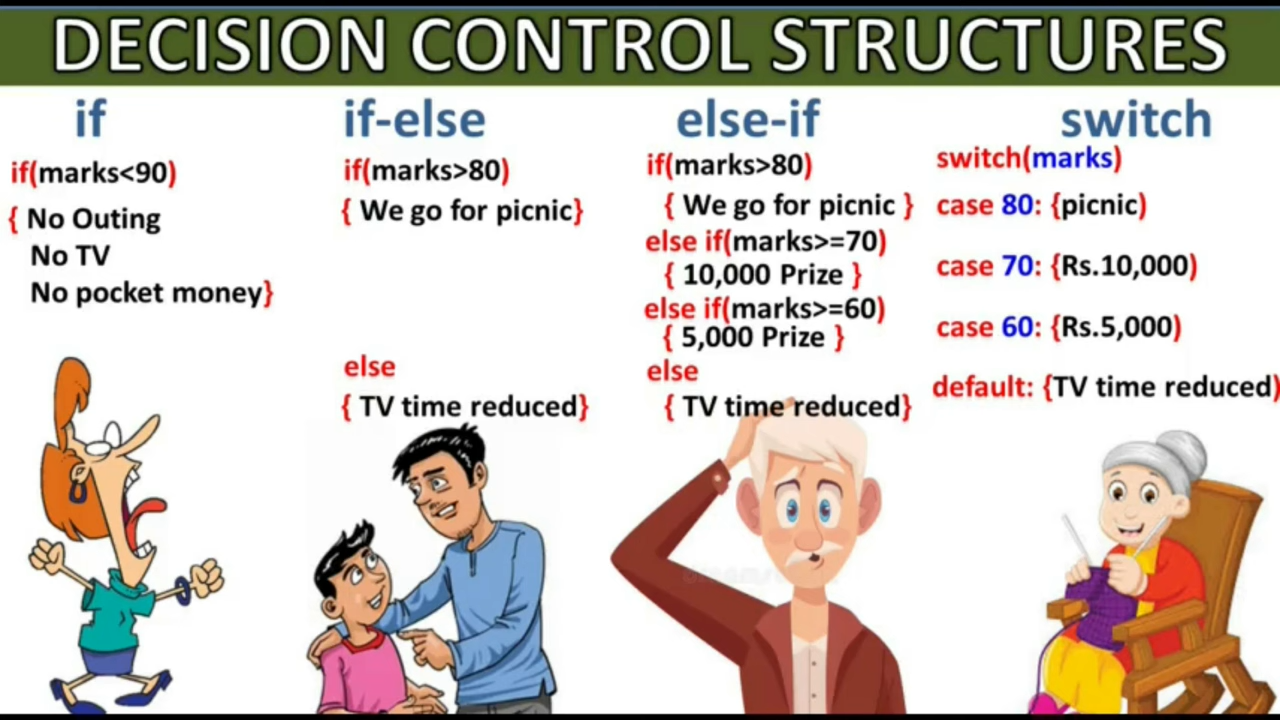 DECISION CONTROL STRUCTURES
if
if(marks<90)
{ No Outing
No TV
No pocket money}
if-else
if(marks>80)
{ We go for picnic}
else
{ TV time reduced}
else-if
if(marks>80)
{ We go for picnic }
else if(marks>=70)
{ 10,000 Prize }
else if(marks>=60)
{ 5,000 Prize }
else
{ TV time reduced}
switch
switch(marks)
case 80: {picnic)
case 70: {Rs.10,000)
case 60: {Rs.5,000)
default: {TV time reduced)